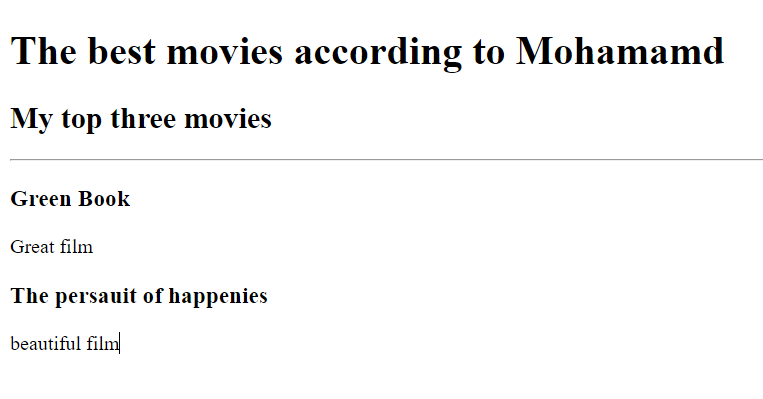 The best movies according to Mohamamd
My top three movies
Green Book
Great film
The persauit of happenies
beautiful film